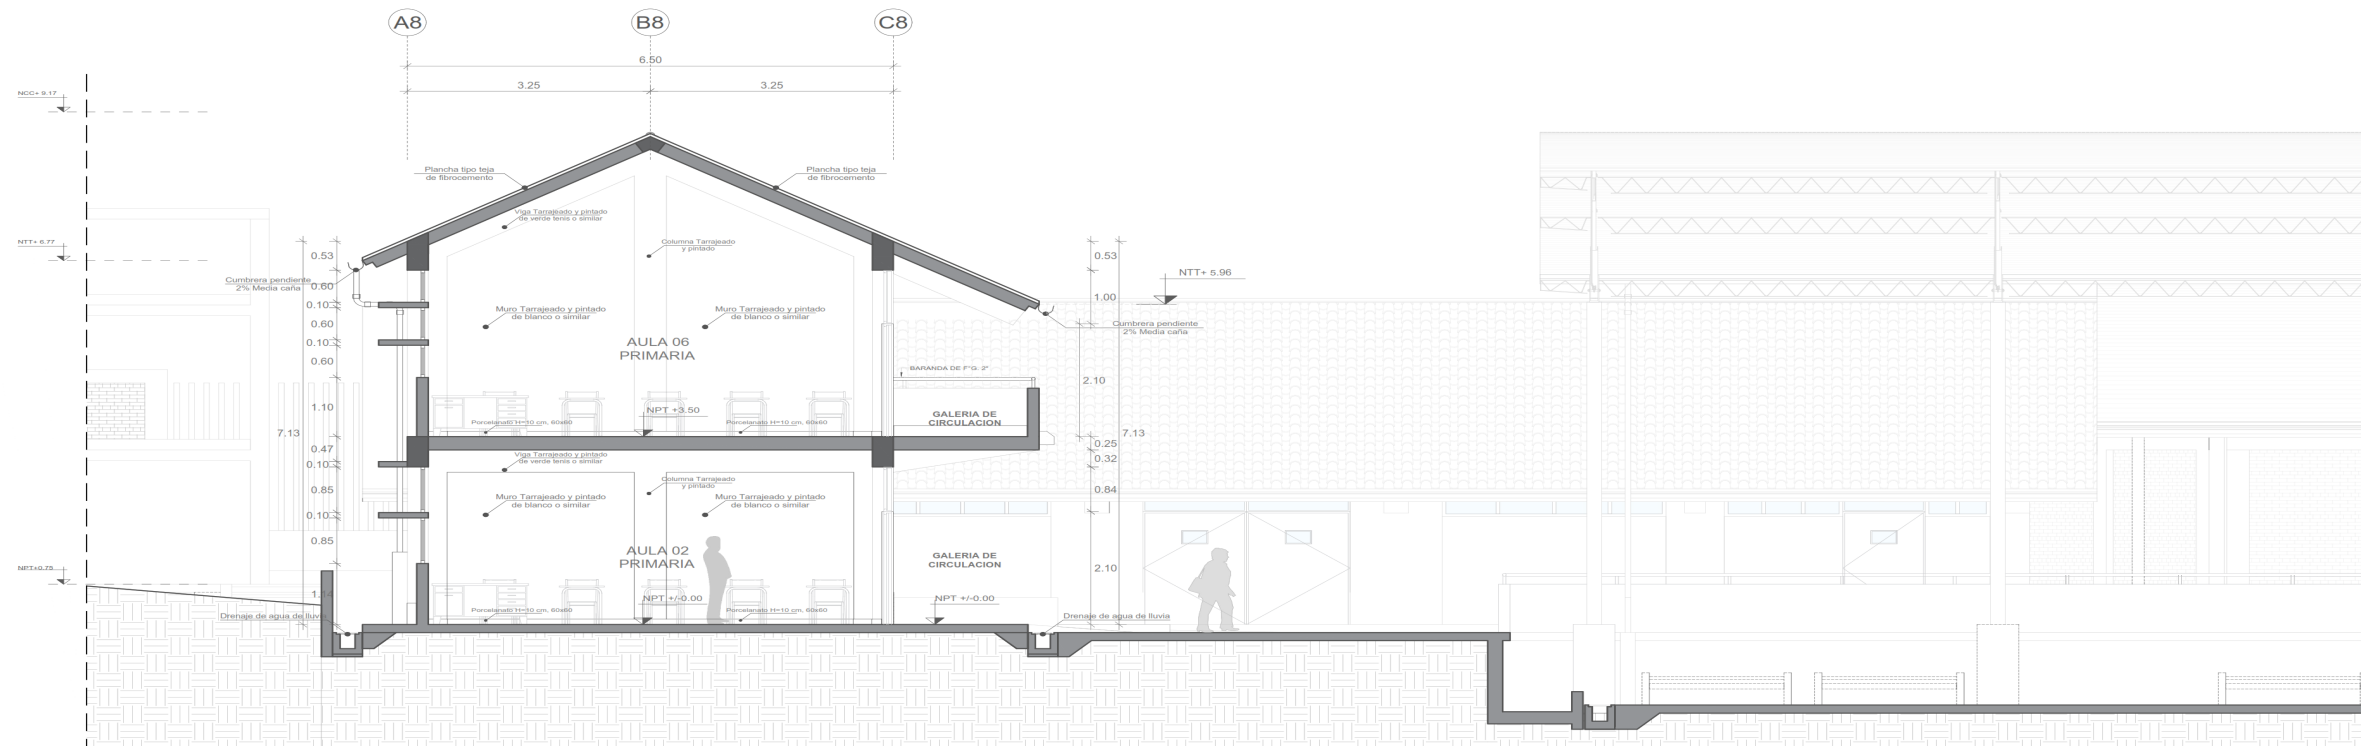 A8
B8
C8
6.50
3.25
3.25
NCC+ 9.17
Plancha tipo teja
de fibrocemento
Plancha tipo teja
de fibrocemento
Viga Tarrajeado y pintado
de verde tenis o similar
Columna Tarrajeado
y pintado
NTT+ 6.77
0.53
0.53
NTT+ 5.96
Cumbrera pendiente
2% Media caña
0.60
0.10
1.00
Muro Tarrajeado y pintado
de blanco o similar
Muro Tarrajeado y pintado
de blanco o similar
Cumbrera pendiente
2% Media caña
0.60
0.10
AULA 06
PRIMARIA
0.60
BARANDA DE F°G. 2"
2.10
1.10
NPT +3.50
GALERIA DE
CIRCULACION
Porcelanato H=10 cm, 60x60
Porcelanato H=10 cm, 60x60
7.13
7.13
0.47
0.25
0.10
0.32
Viga Tarrajeado y pintado
de verde tenis o similar
Columna Tarrajeado
y pintado
0.85
0.84
Muro Tarrajeado y pintado
de blanco o similar
Muro Tarrajeado y pintado
de blanco o similar
0.10
0.85
AULA 02
PRIMARIA
GALERIA DE
CIRCULACION
NPT+0.75
2.10
1.14
NPT +/-0.00
NPT +/-0.00
Porcelanato H=10 cm, 60x60
Porcelanato H=10 cm, 60x60
Drenaje de agua de lluvia
Drenaje de agua de lluvia